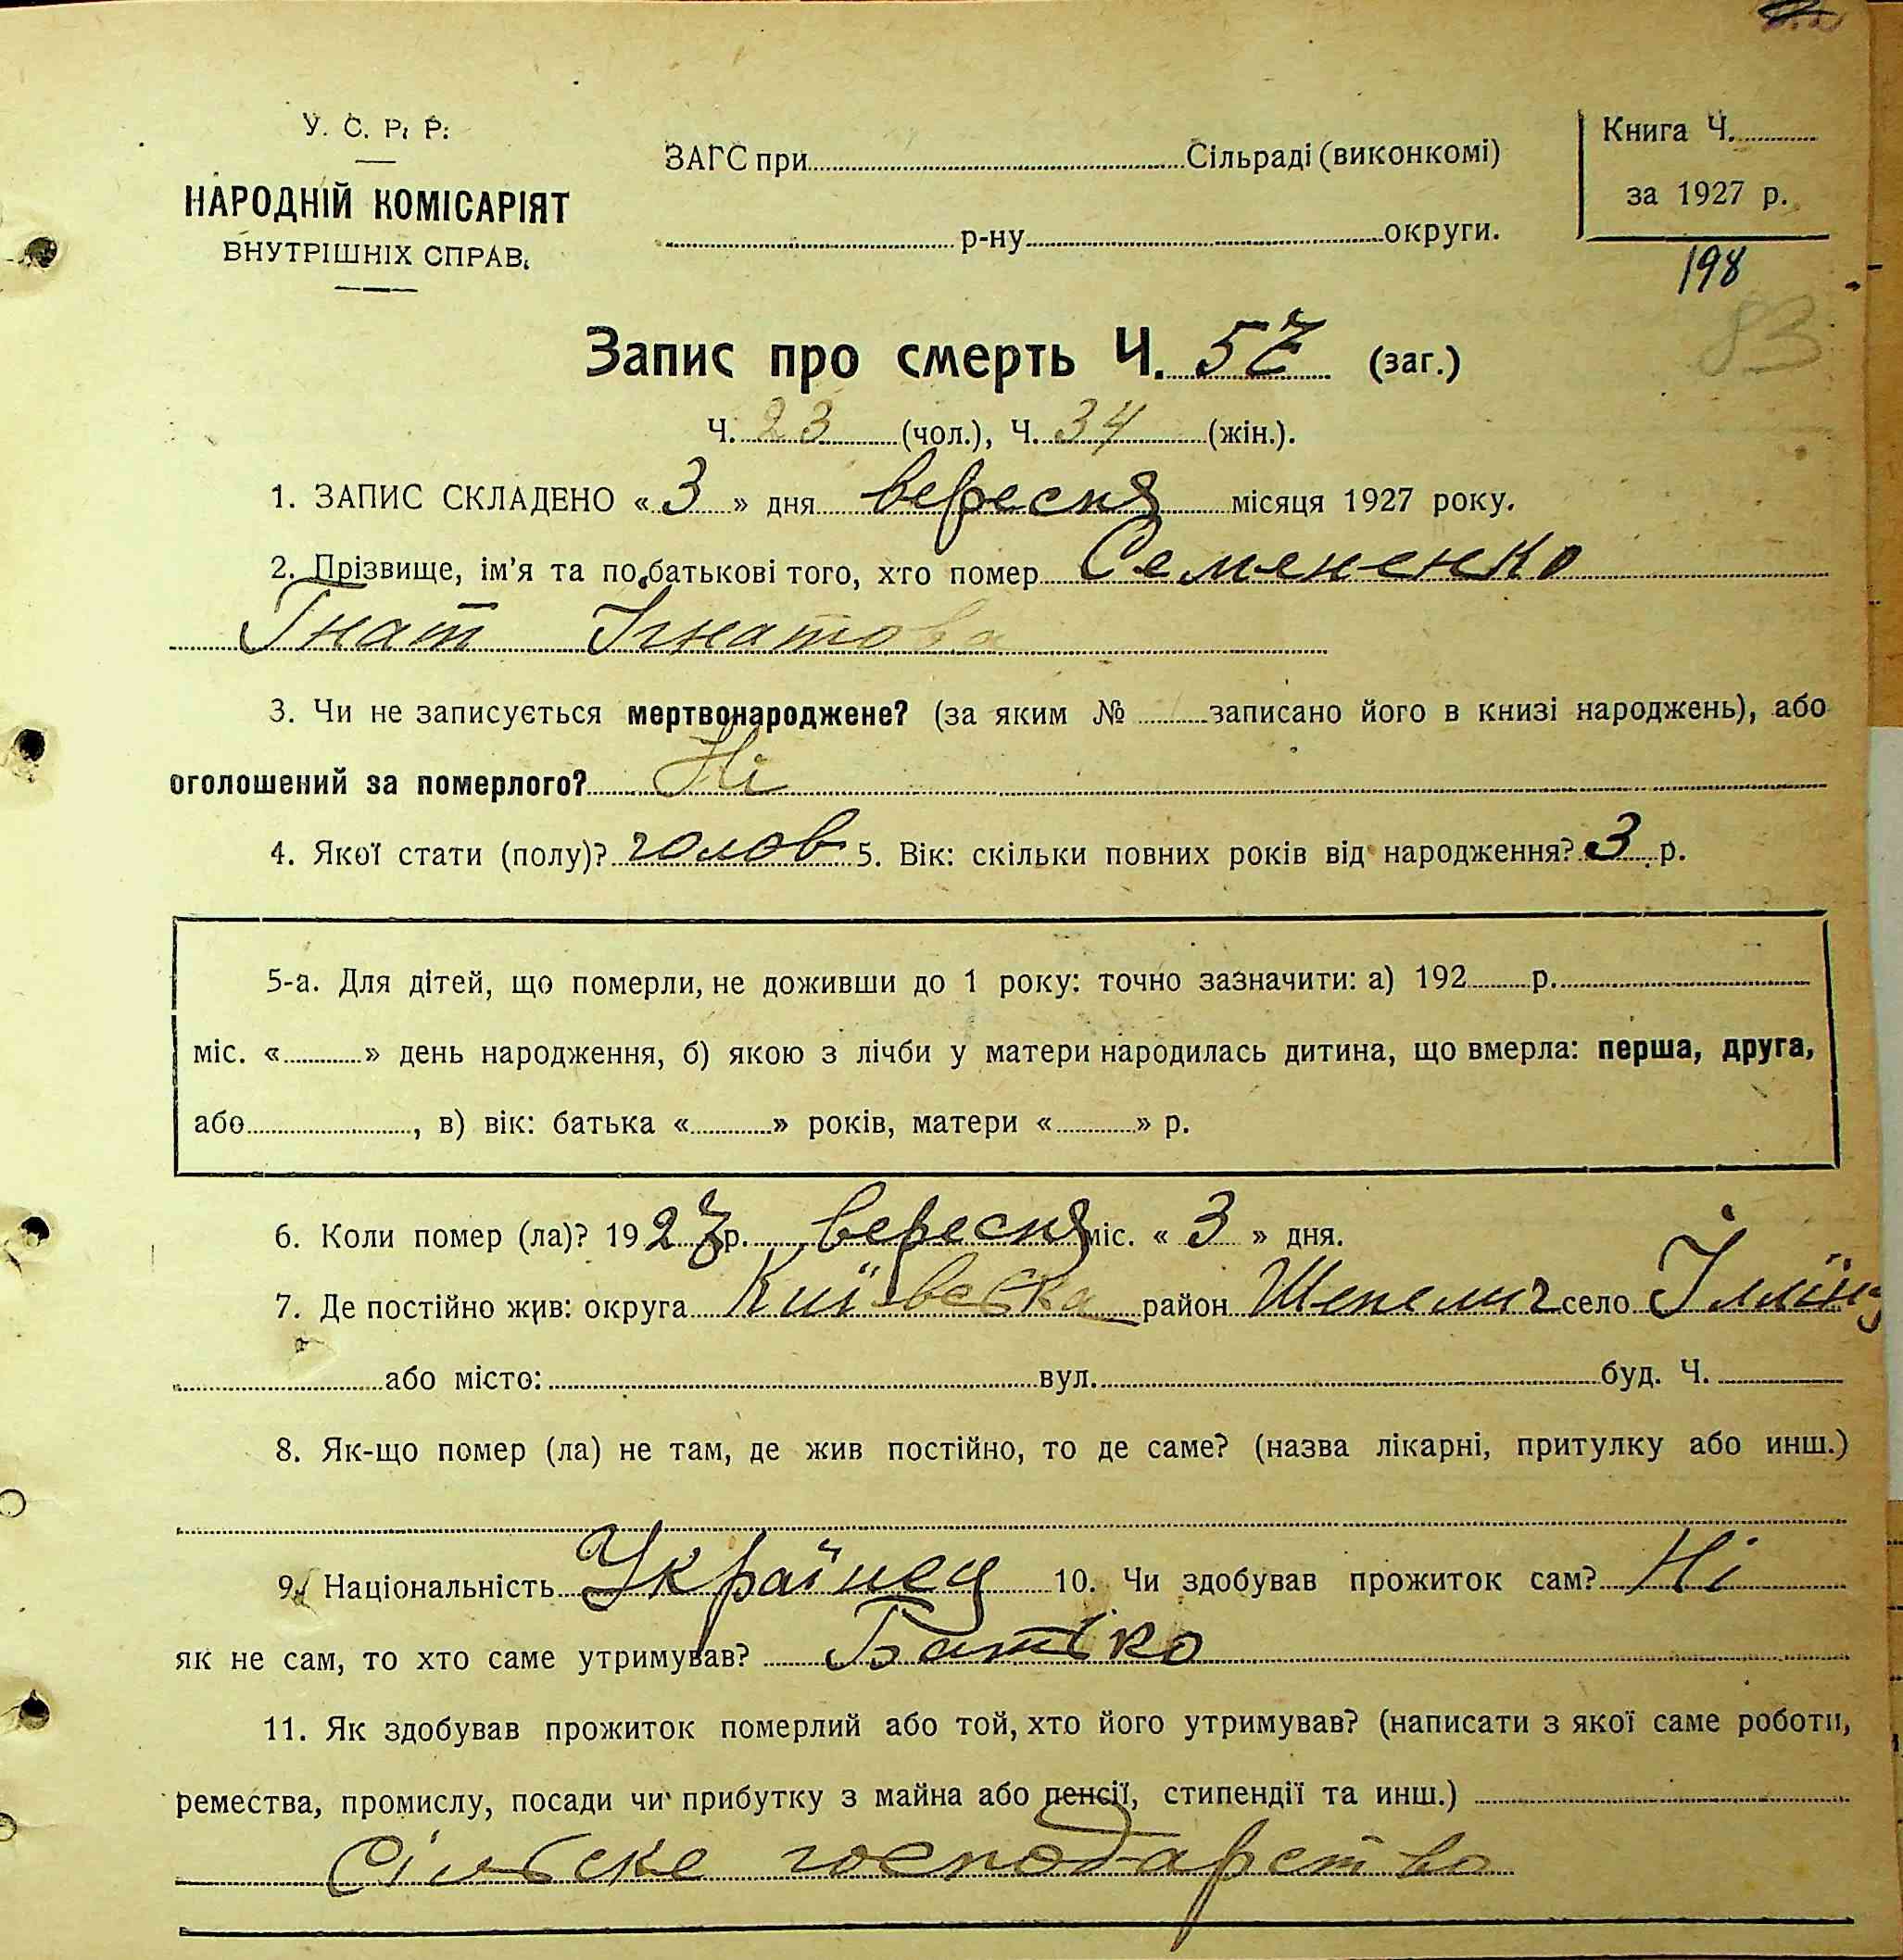 У. С. Р. Р.
НАРОДНІЙ КОМІСАРІЯТ
ВНУТРІШНІХ СПРАВ.
ЗАГС при Сільраді (виконкомі)
р-ну округи.
Книга Ч.
за 1927 р.
198
83
Запис про смерть Ч. 57 (заг.)
Ч. 23 (чол.), Ч. 34 (жін.).
1. ЗАПИС СКЛАДЕНО « 3 » дня вересня місяця 1927 року.
2. Прізвище, ім'я та по батькові того, хто помер Семененко
Гнат Ігнатова
3. Чи не записується мертвонароджене? (за яким № записано його в книзі народжень), або
оголошений за померлого? Ні
4. Якої стати (полу)? голов 5. Вік: скільки повних років від народження? 3 р.
5-а. Для дітей, що померли, не доживши до 1 року: точно зазначити: а) 192 р.
міс. « » день народження, б) якою з лічби у матери народилась дитина, що вмерла: перша, друга,
або , в) вік: батька « » років, матери « » р.
6. Коли помер (ла)? 1927 р. вересня міс. « 3 » дня.
7. Де постійно жив: округа Київська район Шепелич село Іллінц
або місто: вул. буд. Ч.
8. Як-що помер (ла) не там, де жив постійно, то де саме? (назва лікарні, притулку або инш.)
9. Національність Українец 10. Чи здобував прожиток сам? Ні
як не сам, то хто саме утримував? Батько
11. Як здобував прожиток померлий або той, хто його утримував? (написати з якої саме роботи,
ремества, промислу, посади чи прибутку з майна або пенсії, стипендії та инш.)
Сільске господарство